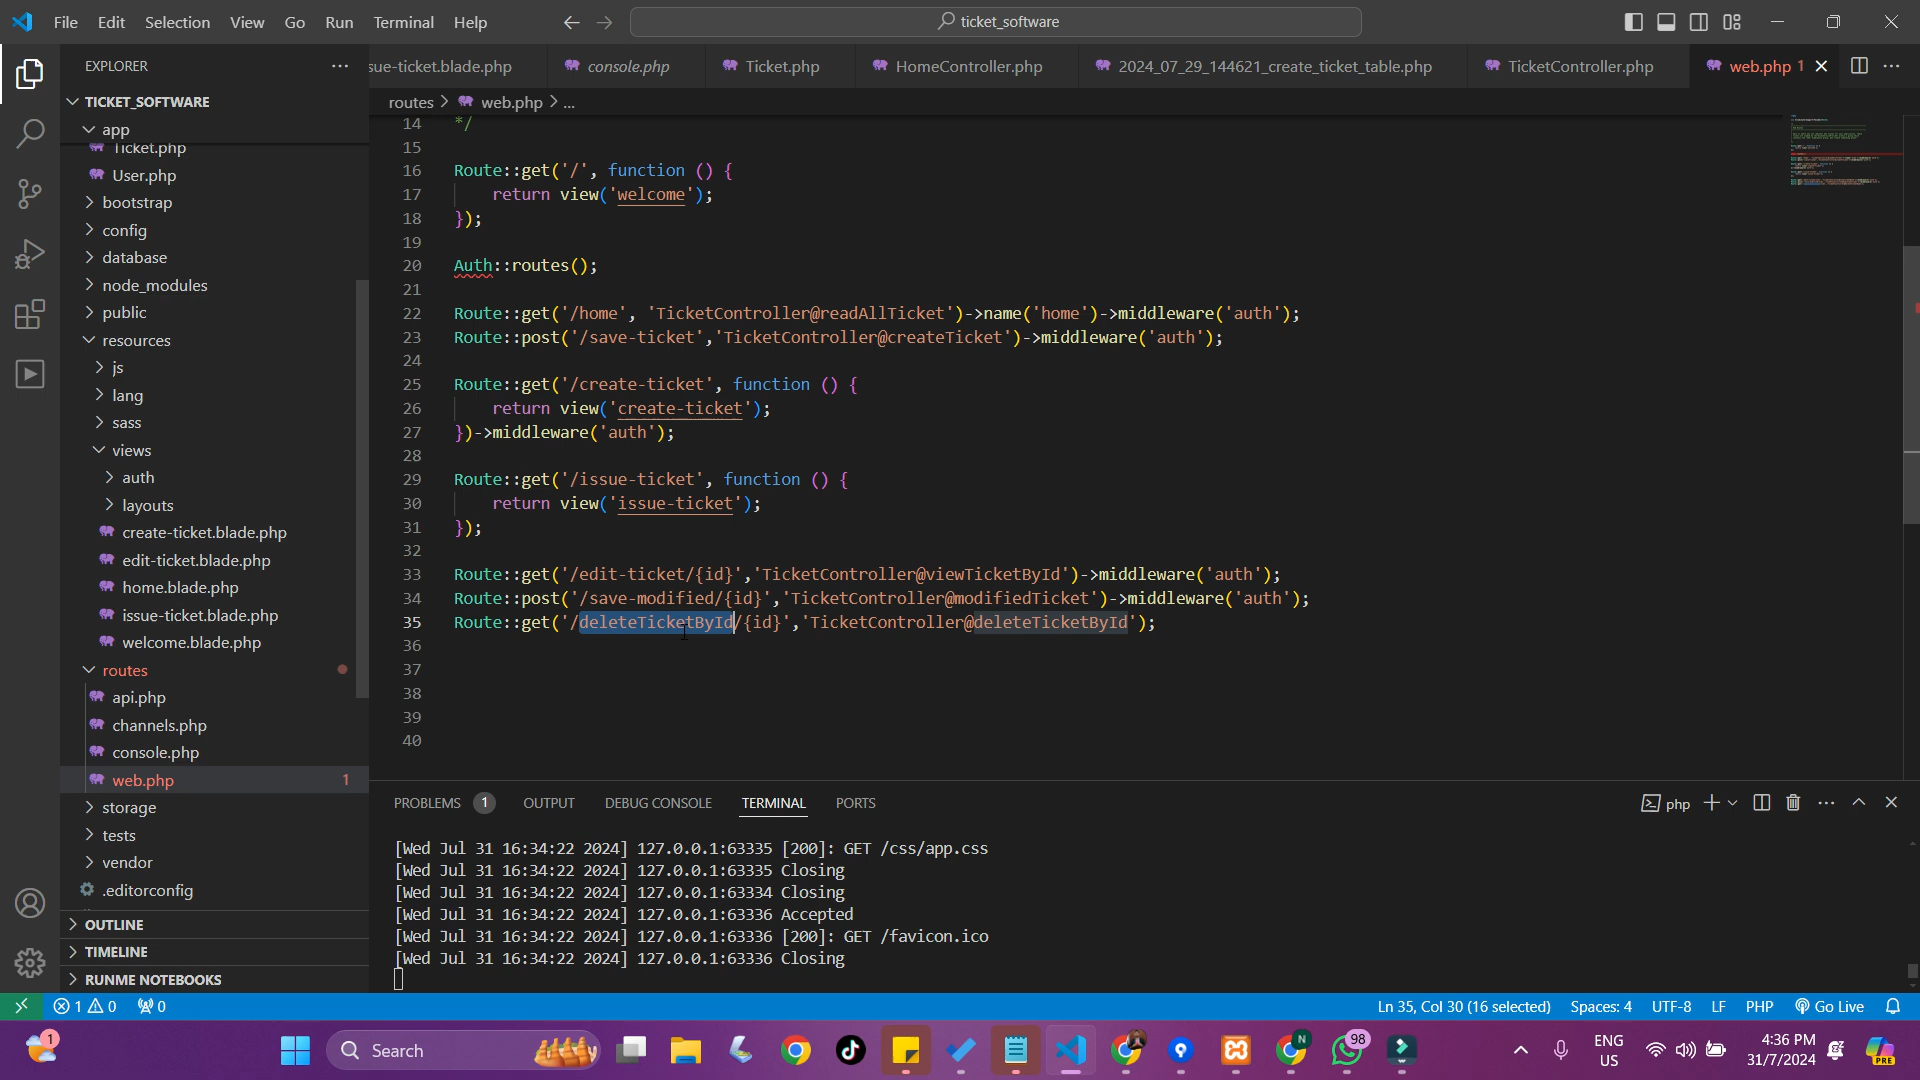 File Edit Selection View Go Run Terminal Help
ticket_software
EXPLORER
sue-ticket.blade.php console.php Ticket.php HomeController.php 2024_07_29_144621_create_ticket_table.php TicketController.php web.php 1
routes > web.php > ...
TICKET_SOFTWARE
app
Ticket.php
User.php
bootstrap
config
database
node_modules
public
resources
js
lang
sass
views
auth
layouts
create-ticket.blade.php
edit-ticket.blade.php
home.blade.php
issue-ticket.blade.php
welcome.blade.php
routes
api.php
channels.php
console.php
web.php 1
storage
tests
vendor
.editorconfig
OUTLINE
TIMELINE
RUNME NOTEBOOKS
14 */
15
16 Route::get('/', function () {
17 return view('welcome');
18 });
19
20 Auth::routes();
21
22 Route::get('/home', 'TicketController@readAllTicket')->name('home')->middleware('auth');
23 Route::post('/save-ticket','TicketController@createTicket')->middleware('auth');
24
25 Route::get('/create-ticket', function () {
26 return view('create-ticket');
27 })->middleware('auth');
28
29 Route::get('/issue-ticket', function () {
30 return view('issue-ticket');
31 });
32
33 Route::get('/edit-ticket/{id}','TicketController@viewTicketById')->middleware('auth');
34 Route::post('/save-modified/{id}','TicketController@modifiedTicket')->middleware('auth');
35 Route::get('/deleteTicketById/{id}','TicketController@deleteTicketById');
36
37
38
39
40
PROBLEMS 1 OUTPUT DEBUG CONSOLE TERMINAL PORTS
php
[Wed Jul 31 16:34:22 2024] 127.0.0.1:63335 [200]: GET /css/app.css
[Wed Jul 31 16:34:22 2024] 127.0.0.1:63335 Closing
[Wed Jul 31 16:34:22 2024] 127.0.0.1:63334 Closing
[Wed Jul 31 16:34:22 2024] 127.0.0.1:63336 Accepted
[Wed Jul 31 16:34:22 2024] 127.0.0.1:63336 [200]: GET /favicon.ico
[Wed Jul 31 16:34:22 2024] 127.0.0.1:63336 Closing
1 0 0
Ln 35, Col 30 (16 selected) Spaces: 4 UTF-8 LF PHP Go Live
1
Search
N
98
ENG
US
4:36 PM
31/7/2024
PRE